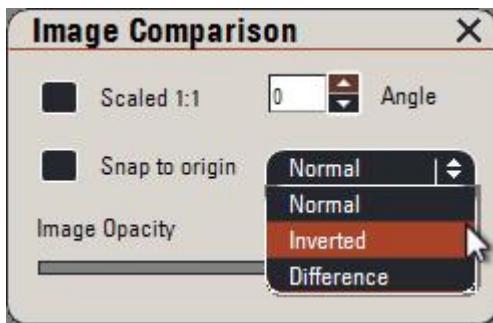 Image Comparison
Scaled 1:1
0
Angle
Snap to origin
Normal
Normal
Inverted
Image Opacity
Difference